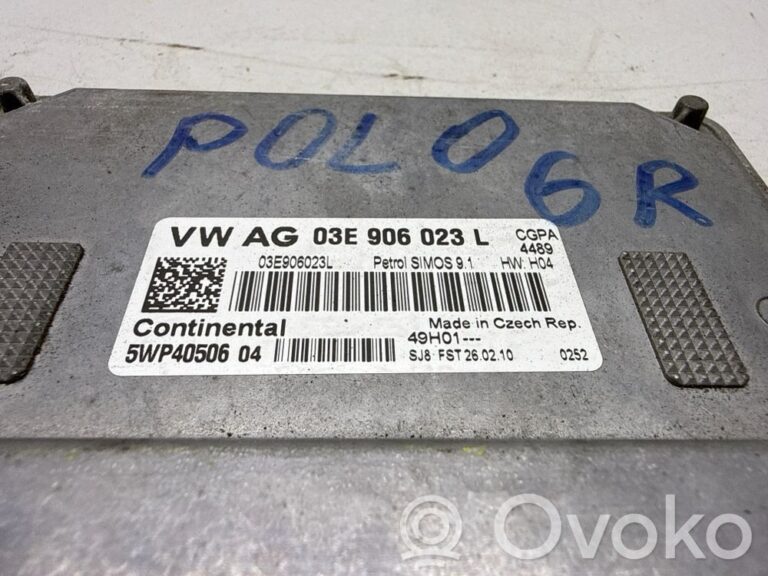 POLO 6R
VW AG 03E 906 023 L CGPA
4489
03E906023L Petrol SIMOS 9.1 HW: H04
Continental Made in Czech Rep.
5WP40506 04 49H01---
SJ8 FST 26.02.10 0252
Ovoko